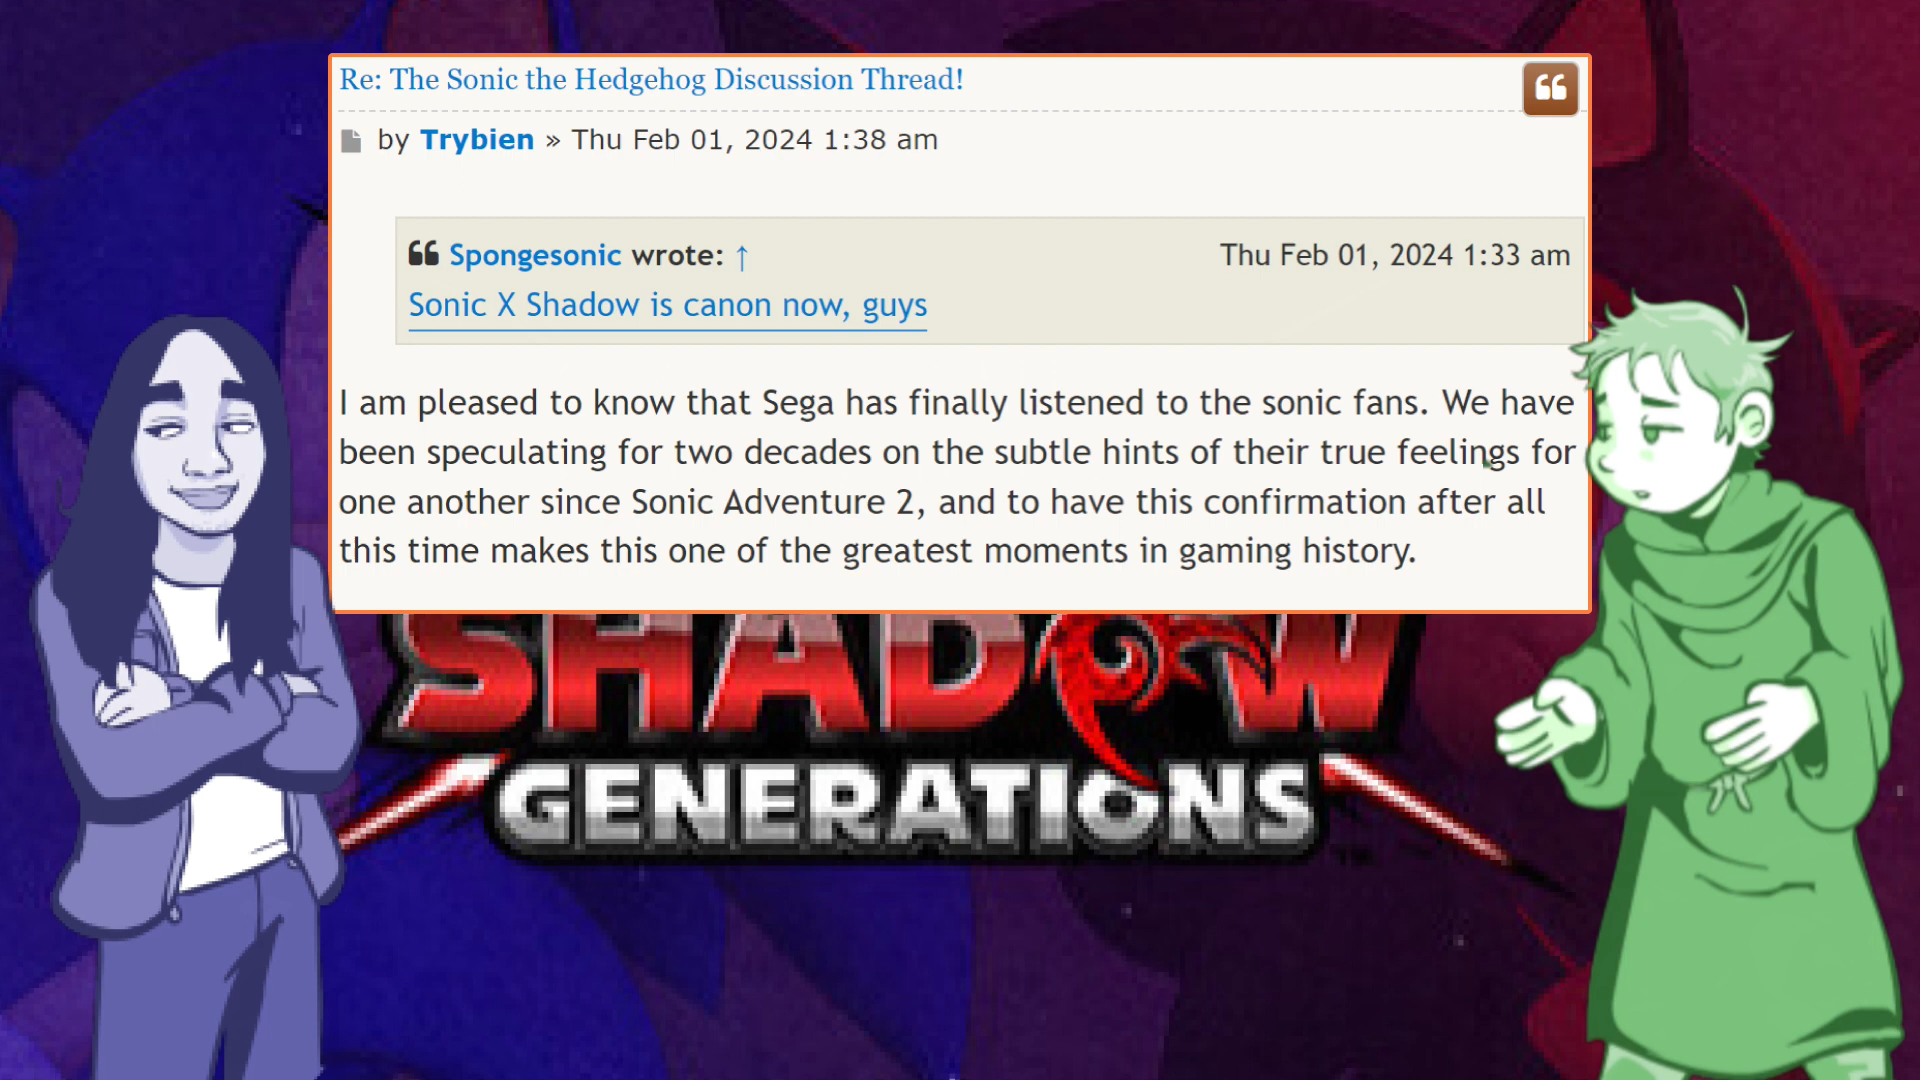 Re: The Sonic the Hedgehog Discussion Thread!
by Trybien » Thu Feb 01, 2024 1:38 am
Spongesonic wrote: ↑ Thu Feb 01, 2024 1:33 am
Sonic X Shadow is canon now, guys
I am pleased to know that Sega has finally listened to the sonic fans. We have
been speculating for two decades on the subtle hints of their true feelings for
one another since Sonic Adventure 2, and to have this confirmation after all
this time makes this one of the greatest moments in gaming history.
SHADOW
GENERATIONS